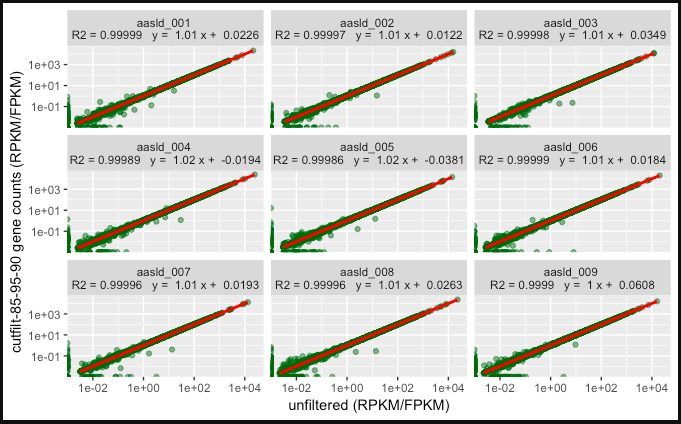 aasld_001
R2 = 0.99999 y = 1.01 x + 0.0226
aasld_002
R2 = 0.99997 y = 1.01 x + 0.0122
aasld_003
R2 = 0.99998 y = 1.01 x + 0.0349
1e+03
1e+01
1e-01
aasld_004
R2 = 0.99989 y = 1.02 x + -0.0194
aasld_005
R2 = 0.99986 y = 1.02 x + -0.0381
aasld_006
R2 = 0.99999 y = 1.01 x + 0.0184
1e+03
1e+01
1e-01
aasld_007
R2 = 0.99996 y = 1.01 x + 0.0193
aasld_008
R2 = 0.99996 y = 1.01 x + 0.0263
aasld_009
R2 = 0.9999 y = 1 x + 0.0608
1e+03
1e+01
1e-01
1e-02 1e+00 1e+02 1e+04
1e-02 1e+00 1e+02 1e+04
1e-02 1e+00 1e+02 1e+04
unfiltered (RPKM/FPKM)
cutfilt-85-95-90 gene counts (RPKM/FPKM)